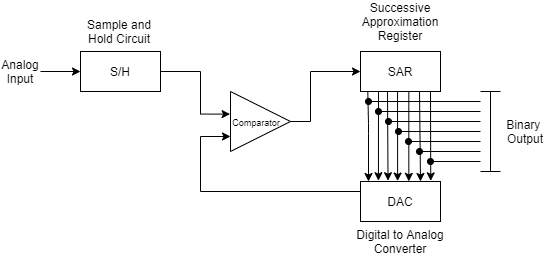 Sample and
Hold Circuit
Successive
Approximation
Register
Analog
Input
S/H
SAR
Comparator
Binary
Output
DAC
Digital to Analog
Converter